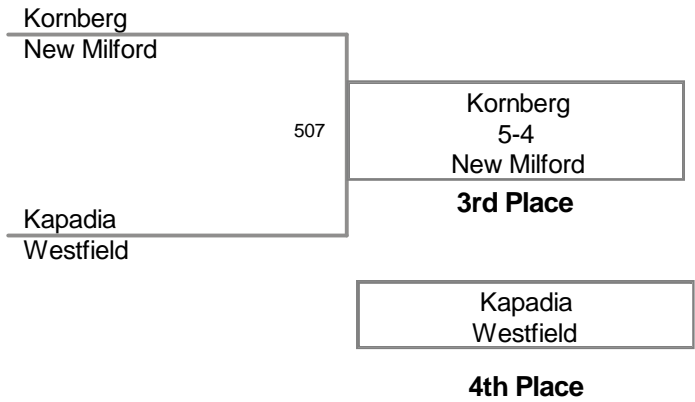 Kornberg
New Milford
507
Kornberg
5-4
New Milford
3rd Place
Kapadia
Westfield
Kapadia
Westfield
4th Place